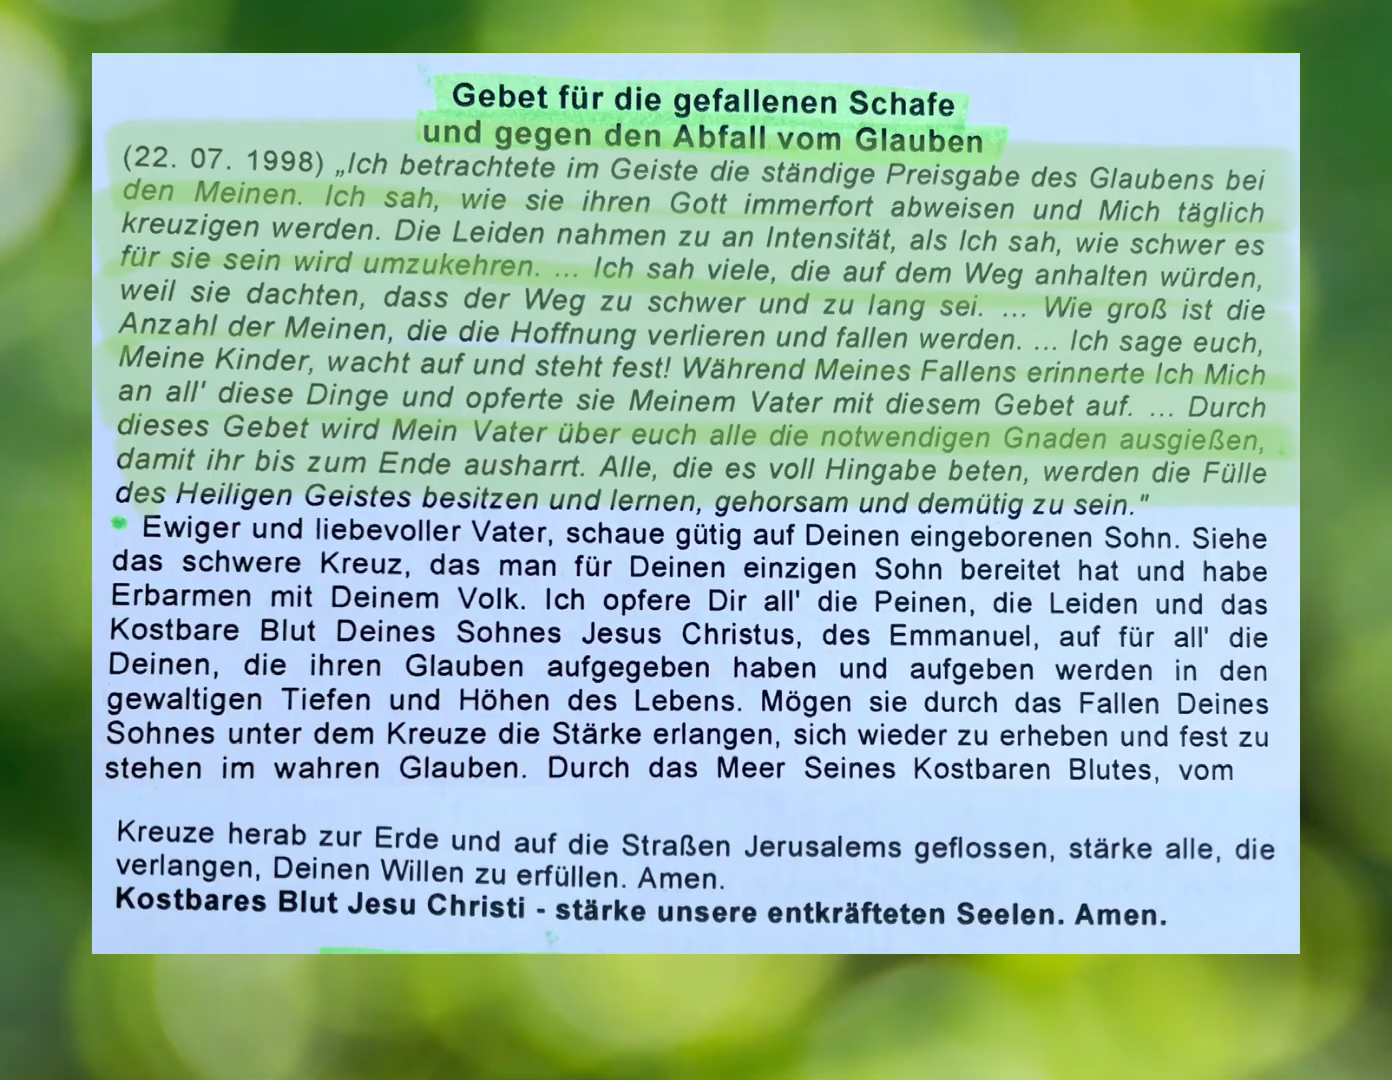 Gebet für die gefallenen Schafe
und gegen den Abfall vom Glauben
(22. 07. 1998) „Ich betrachtete im Geiste die ständige Preisgabe des Glaubens bei
den Meinen. Ich sah, wie sie ihren Gott immerfort abweisen und Mich täglich
kreuzigen werden. Die Leiden nahmen zu an Intensität, als Ich sah, wie schwer es
für sie sein wird umzukehren. ... Ich sah viele, die auf dem Weg anhalten würden,
weil sie dachten, dass der Weg zu schwer und zu lang sei. ... Wie groß ist die
Anzahl der Meinen, die die Hoffnung verlieren und fallen werden. ... Ich sage euch,
Meine Kinder, wacht auf und steht fest! Während Meines Fallens erinnerte Ich Mich
an all' diese Dinge und opferte sie Meinem Vater mit diesem Gebet auf. ... Durch
dieses Gebet wird Mein Vater über euch alle die notwendigen Gnaden ausgießen,
damit ihr bis zum Ende ausharrt. Alle, die es voll Hingabe beten, werden die Fülle
des Heiligen Geistes besitzen und lernen, gehorsam und demütig zu sein."
Ewiger und liebevoller Vater, schaue gütig auf Deinen eingeborenen Sohn. Siehe
das schwere Kreuz, das man für Deinen einzigen Sohn bereitet hat und habe
Erbarmen mit Deinem Volk. Ich opfere Dir all' die Peinen, die Leiden und das
Kostbare Blut Deines Sohnes Jesus Christus, des Emmanuel, auf für all' die
Deinen, die ihren Glauben aufgegeben haben und aufgeben werden in den
gewaltigen Tiefen und Höhen des Lebens. Mögen sie durch das Fallen Deines
Sohnes unter dem Kreuze die Stärke erlangen, sich wieder zu erheben und fest zu
stehen im wahren Glauben. Durch das Meer Seines Kostbaren Blutes, vom
Kreuze herab zur Erde und auf die Straßen Jerusalems geflossen, stärke alle, die
verlangen, Deinen Willen zu erfüllen. Amen.
Kostbares Blut Jesu Christi - stärke unsere entkräfteten Seelen. Amen.